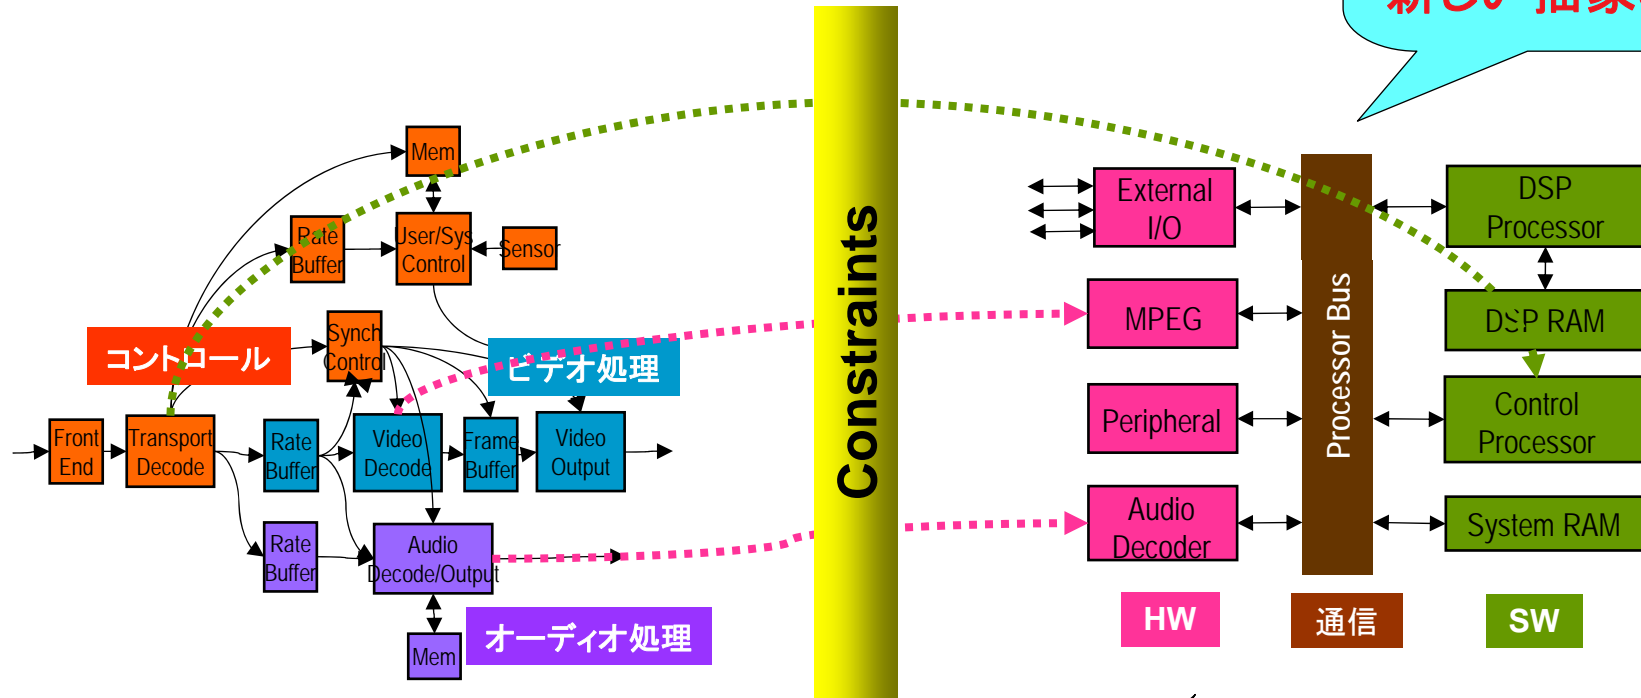 新しい抽象
Mem
Rate
Buffer
User/Sys
Control
Sensor
コントロール
Synch
Control
ビデオ処理
Front
End
Transport
Decode
Rate
Buffer
Video
Decode
Frame
Buffer
Video
Output
Rate
Buffer
Audio
Decode/Output
Mem
オーディオ処理
Constraints
External
I/O
MPEG
Peripheral
Audio
Decoder
Processor Bus
DSP
Processor
DSP RAM
Control
Processor
System RAM
HW
通信
SW